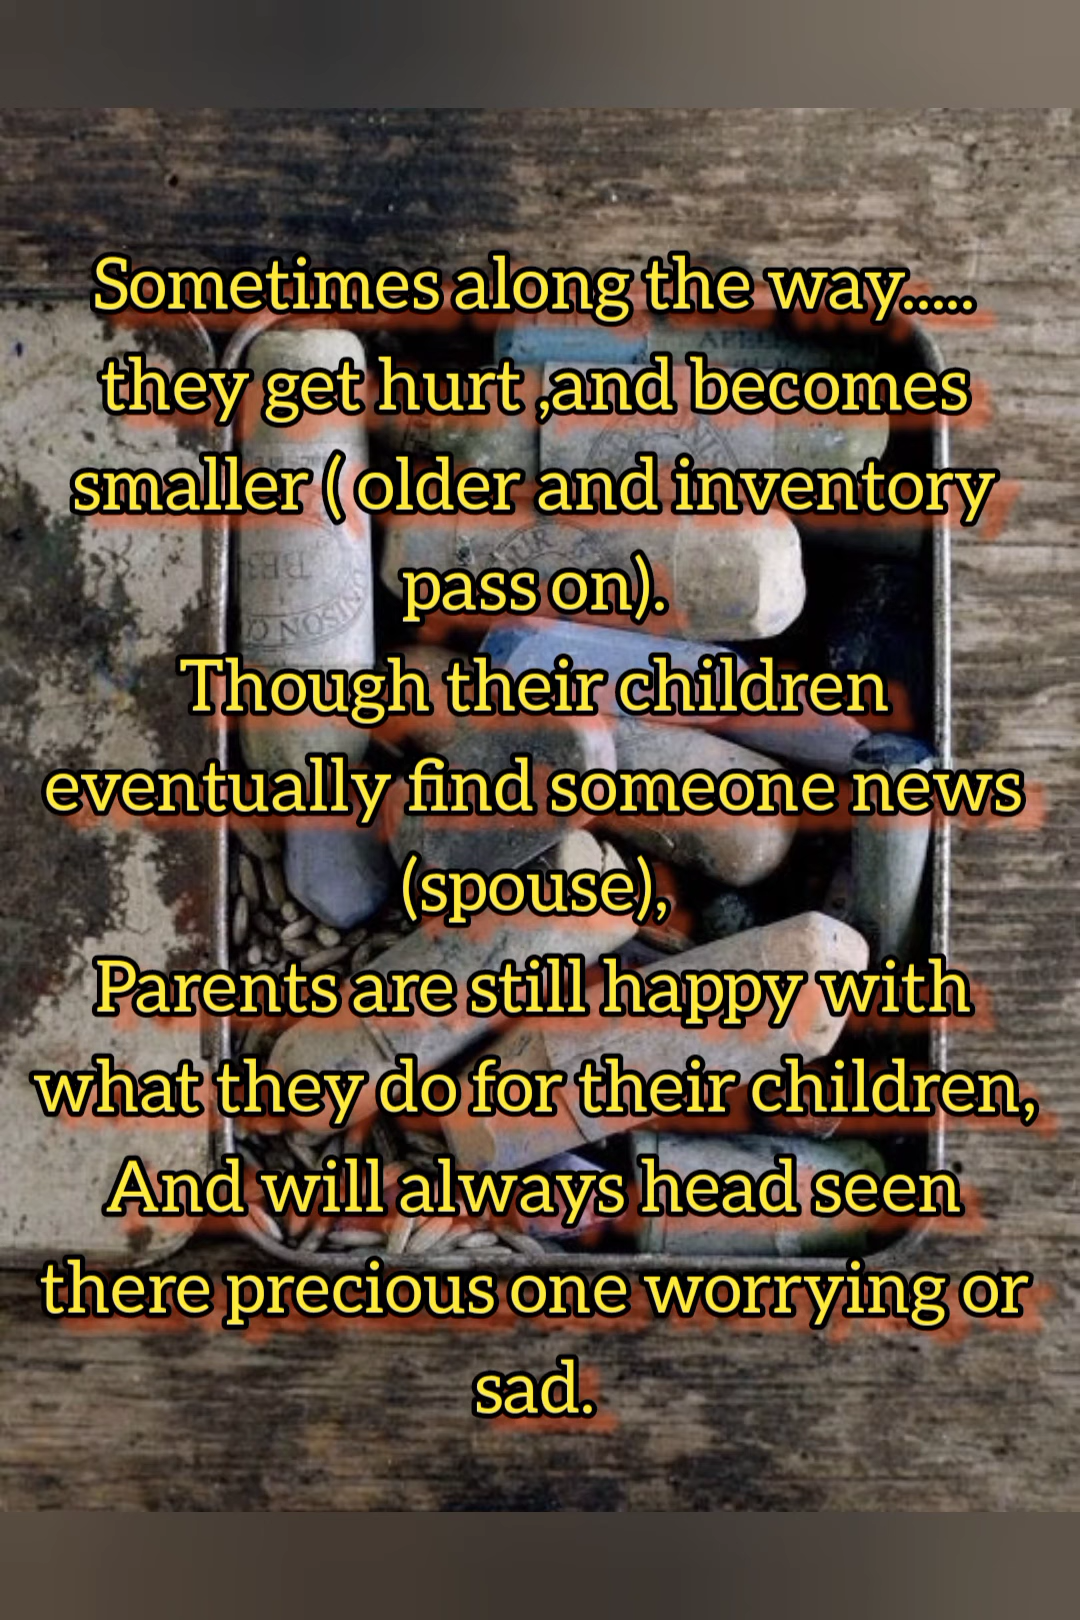 Sometimes along the way.....
they get hurt ,and becomes
smaller ( older and inventory
pass on).
Though their children
eventually find someone news
(spouse),
Parents are still happy with
what they do for their children,
And will always head seen
there precious one worrying or
sad.